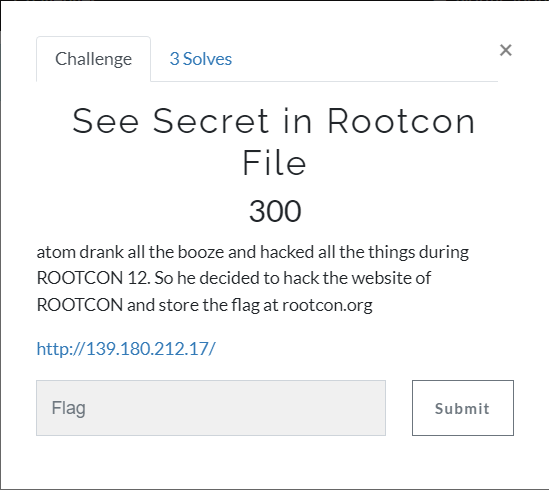 Challenge
3 Solves
×
See Secret in Rootcon
File
300
atom drank all the booze and hacked all the things during
ROOTCON 12. So he decided to hack the website of
ROOTCON and store the flag at rootcon.org
http://139.180.212.17/
Flag
Submit